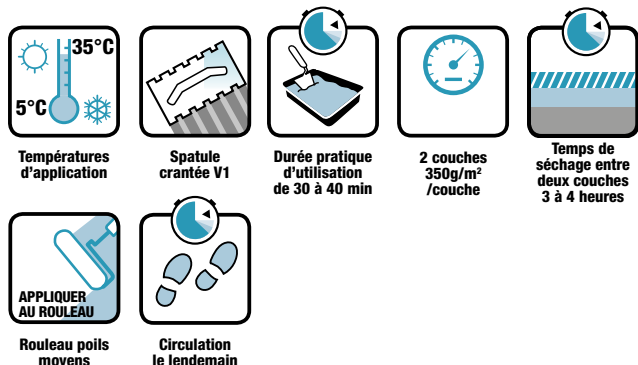 35°C
5°C
Températures
d'application
Spatule
crantée V1
Durée pratique
d'utilisation
de 30 à 40 min
2 couches
350g/m²
/couche
Temps de
séchage entre
deux couches
3 à 4 heures
APPLIQUER
AU ROULEAU
Rouleau poils
moyens
Circulation
le lendemain